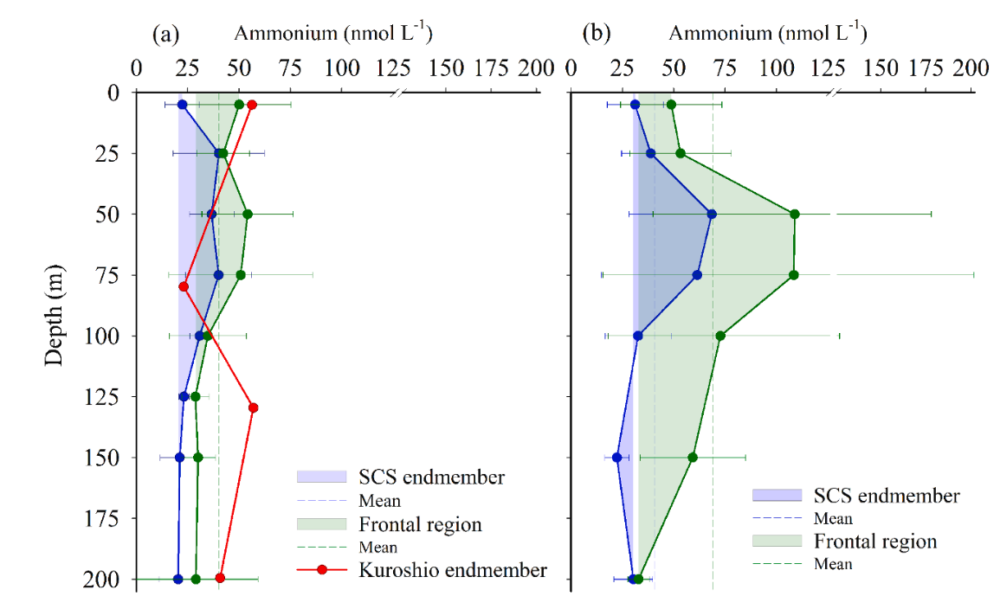 (a) Ammonium (nmol L-1)
0 25 50 75 100 125 150 175 200
Depth (m)
0
25
50
75
100
125
150
175
200
SCS endmember
Mean
Frontal region
Mean
Kuroshio endmember
(b) Ammonium (nmol L-1)
0 25 50 75 100 125 150 175 200
SCS endmember
Mean
Frontal region
Mean